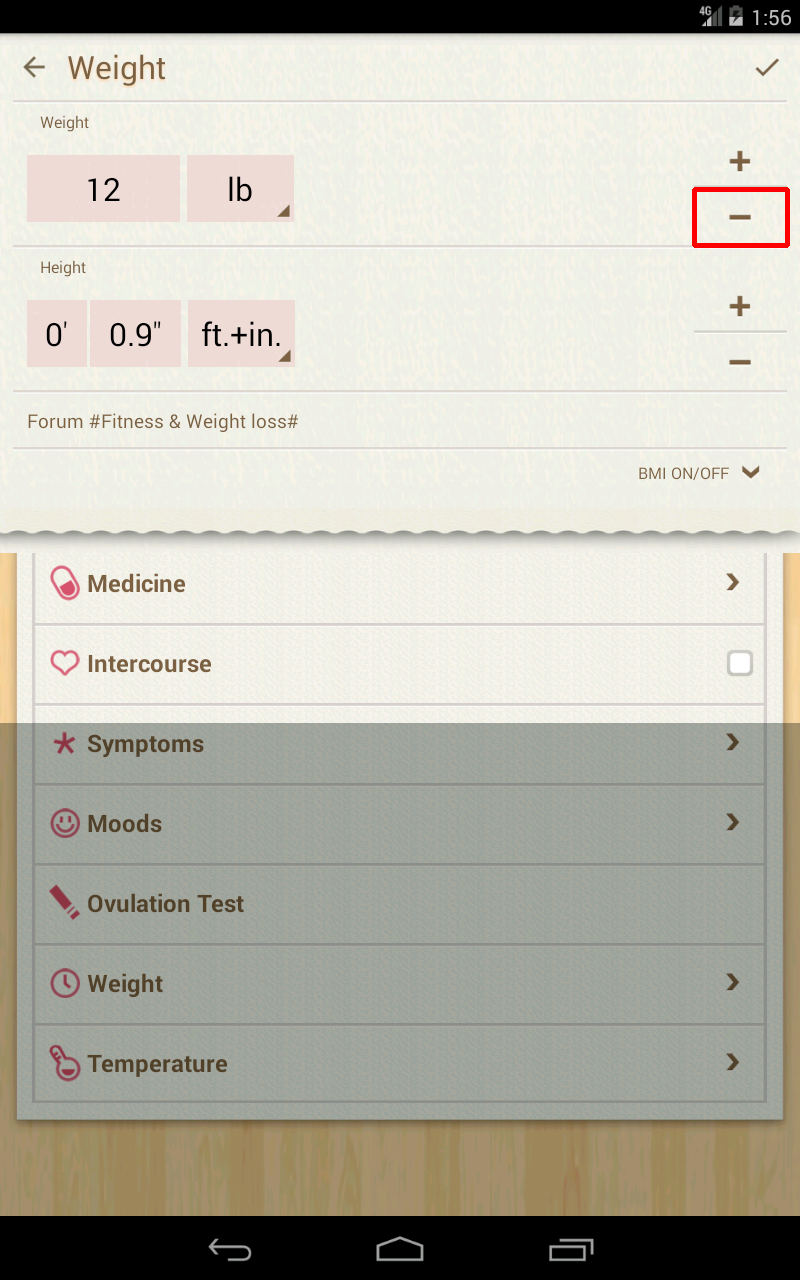 4G 1:56
Weight
Weight
12 lb
+
−
Height
0' 0.9" ft.+in.
+
−
Forum #Fitness & Weight loss#
BMI ON/OFF
Medicine
Intercourse
Symptoms
Moods
Ovulation Test
Weight
Temperature